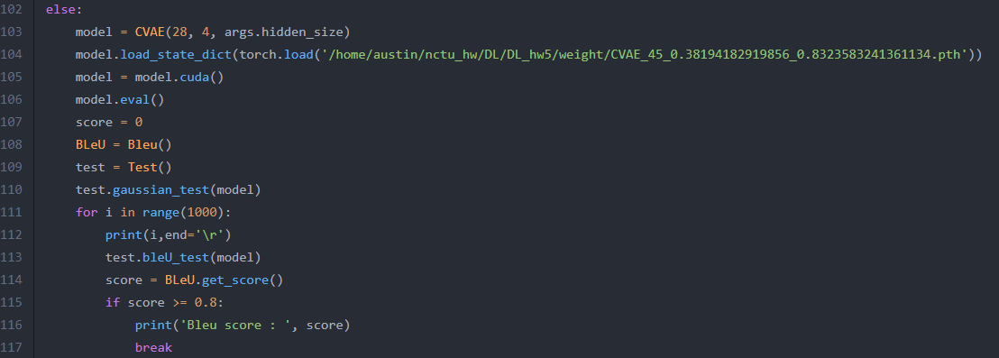 102 else:
103     model = CVAE(28, 4, args.hidden_size)
104     model.load_state_dict(torch.load('/home/austin/nctu_hw/DL/DL_hw5/weight/CVAE_45_0.38194182919856_0.8323583241361134.pth'))
105     model = model.cuda()
106     model.eval()
107     score = 0
108     BLeU = Bleu()
109     test = Test()
110     test.gaussian_test(model)
111     for i in range(1000):
112         print(i,end='\r')
113         test.bleU_test(model)
114         score = BLeU.get_score()
115         if score >= 0.8:
116             print('Bleu score : ', score)
117             break